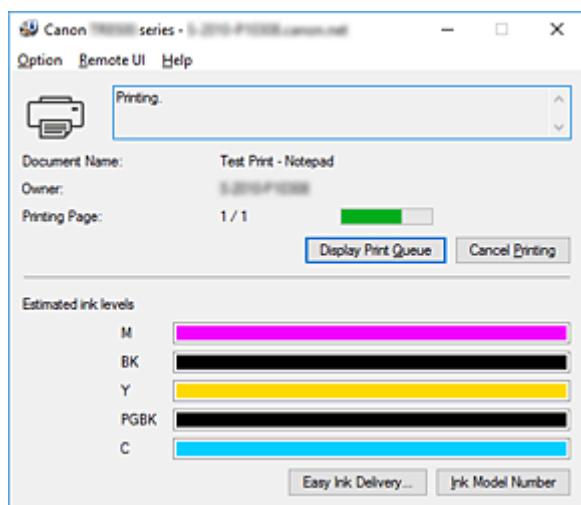 Canon series -
Option Remote UI Help
Printing.
Document Name: Test Print - Notepad
Owner:
Printing Page: 1 / 1
Display Print Queue Cancel Printing
Estimated ink levels
M
BK
Y
PGBK
C
Easy Ink Delivery... Ink Model Number